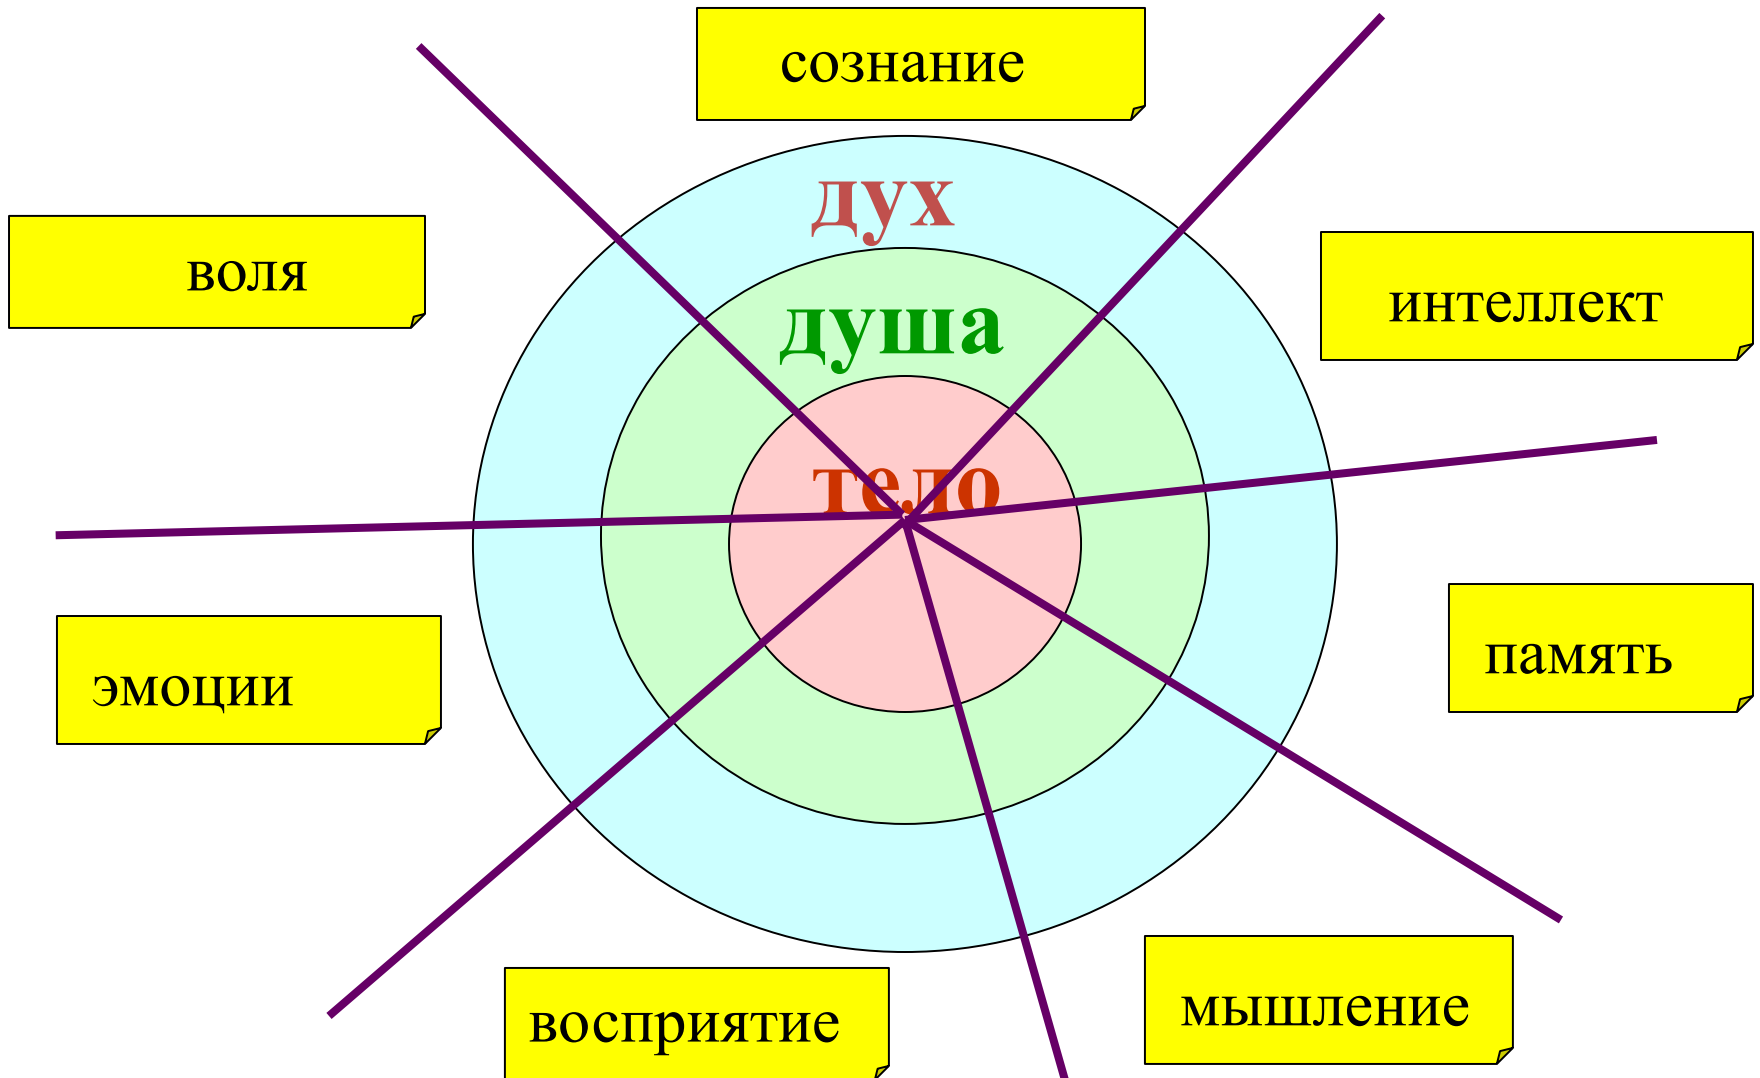 сознание
дух
воля
интеллект
душа
тело
эмоции
память
восприятие
мышление